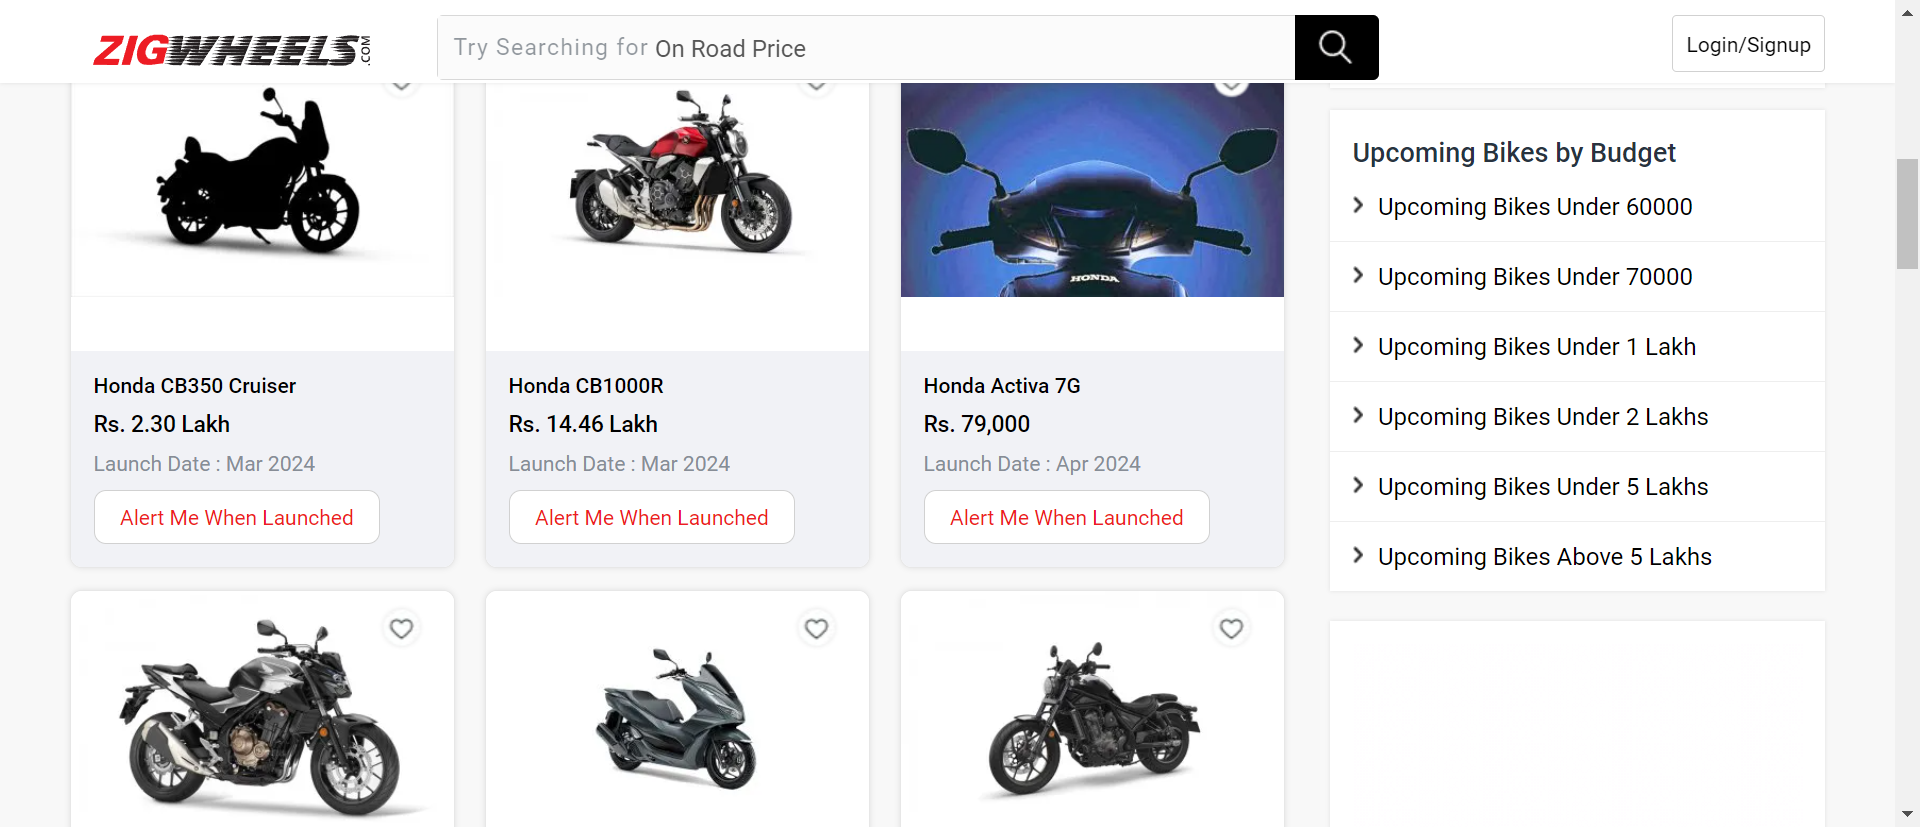 ZIGWHEELS.COM
Try Searching for On Road Price
Login/Signup
HONDA
Honda CB350 Cruiser
Rs. 2.30 Lakh
Launch Date : Mar 2024
Alert Me When Launched
Honda CB1000R
Rs. 14.46 Lakh
Launch Date : Mar 2024
Alert Me When Launched
Honda Activa 7G
Rs. 79,000
Launch Date : Apr 2024
Alert Me When Launched
Upcoming Bikes by Budget
Upcoming Bikes Under 60000
Upcoming Bikes Under 70000
Upcoming Bikes Under 1 Lakh
Upcoming Bikes Under 2 Lakhs
Upcoming Bikes Under 5 Lakhs
Upcoming Bikes Above 5 Lakhs